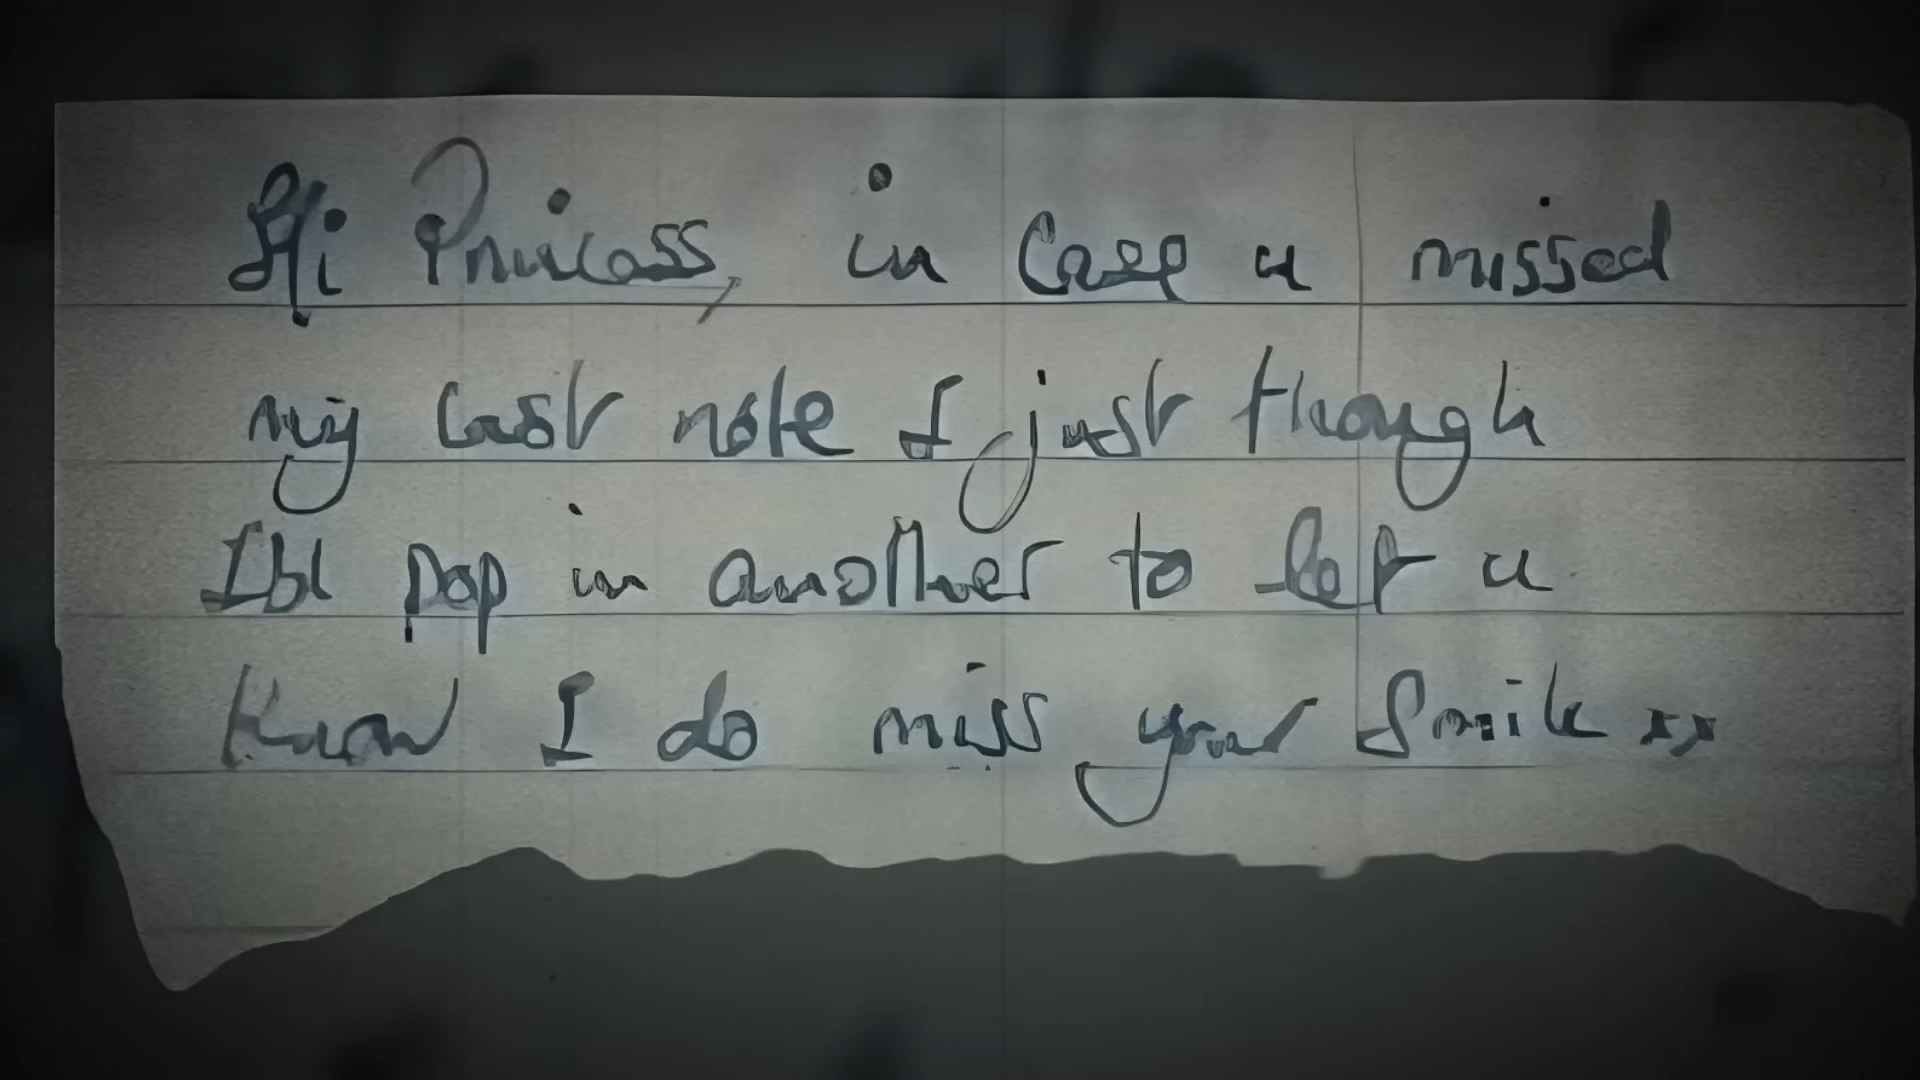 Hi Princess, in Case u missed
my last note I just though
Ibl pop in another to let u
Know I do miss your Smile xx